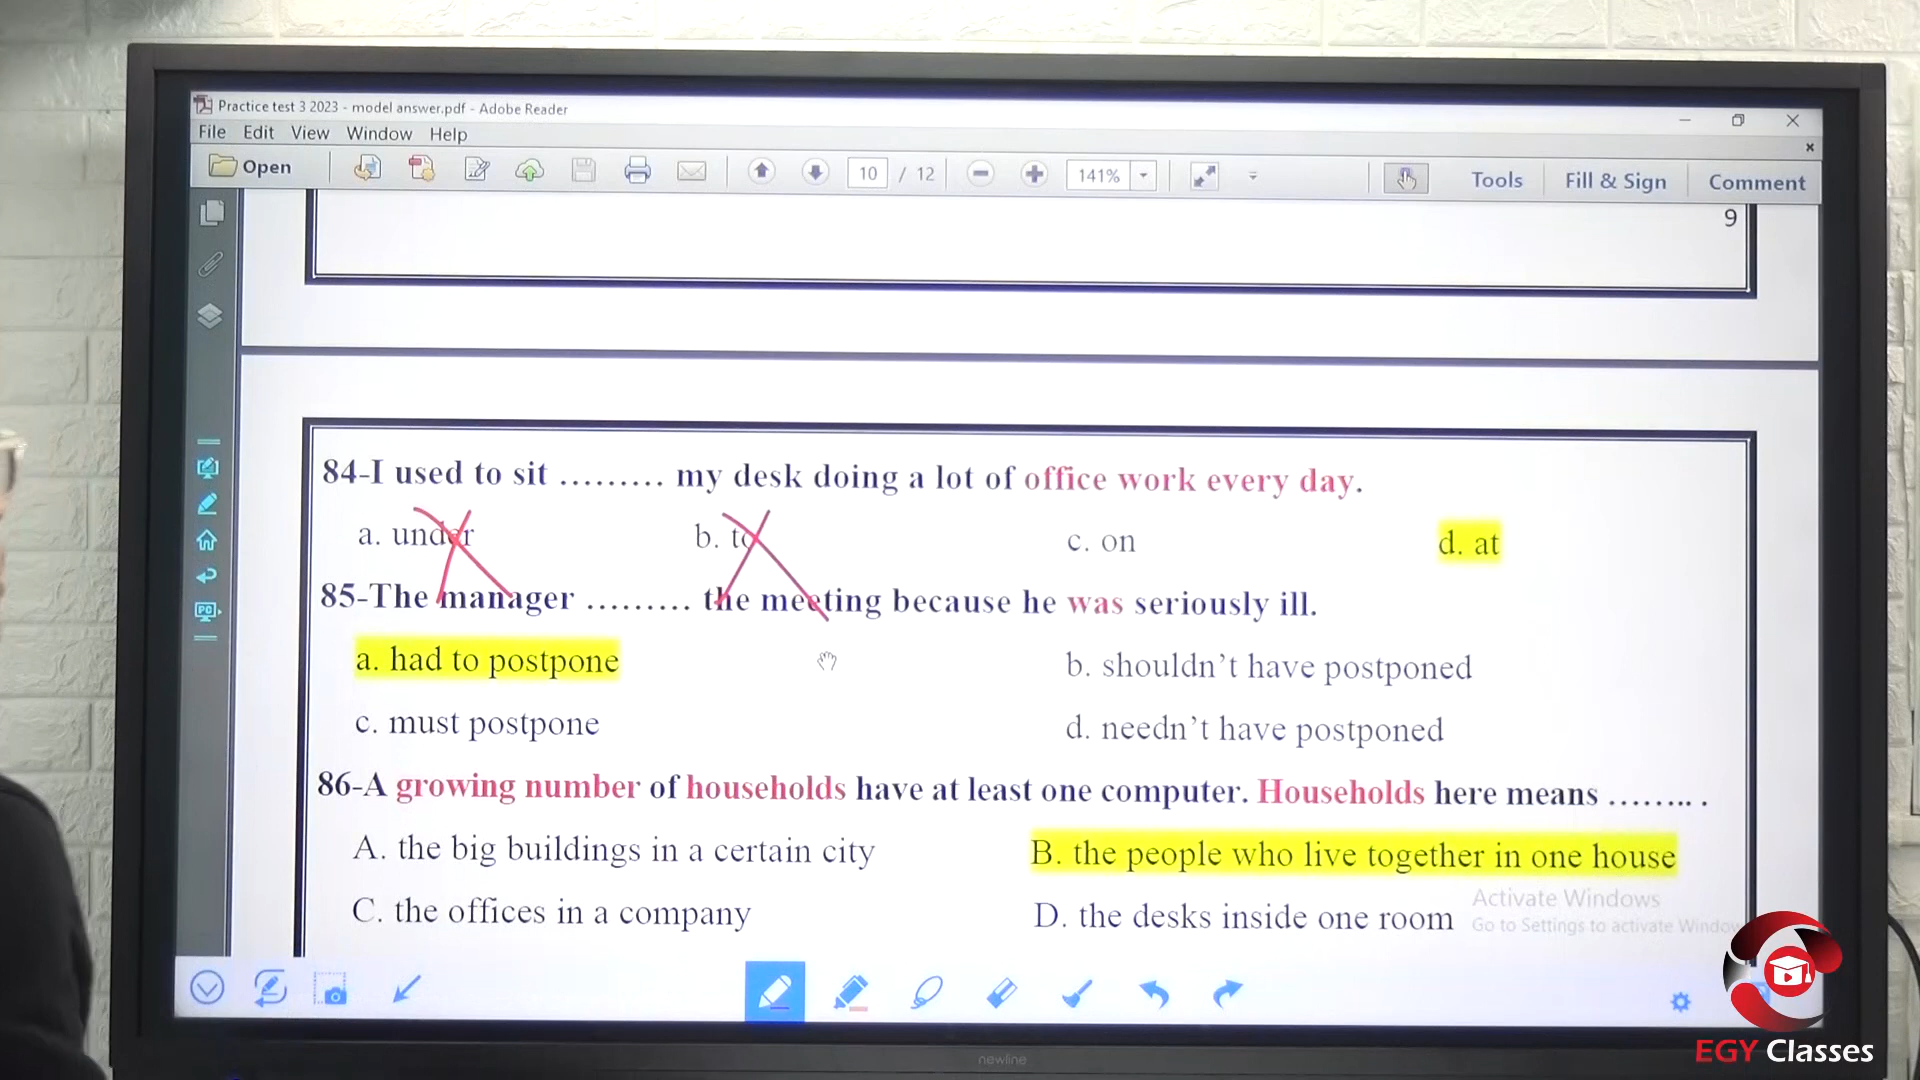 Practice test 3 2023 - model answer.pdf - Adobe Reader
File Edit View Window Help
Open 10 / 12 141% Tools Fill & Sign Comment
9
84-I used to sit ......... my desk doing a lot of office work every day.
a. under b. to c. on d. at
85-The manager ......... the meeting because he was seriously ill.
a. had to postpone b. shouldn't have postponed
c. must postpone d. needn't have postponed
86-A growing number of households have at least one computer. Households here means ........ .
A. the big buildings in a certain city B. the people who live together in one house
C. the offices in a company D. the desks inside one room
Activate Windows
Go to Settings to activate Window
newline
EGY Classes